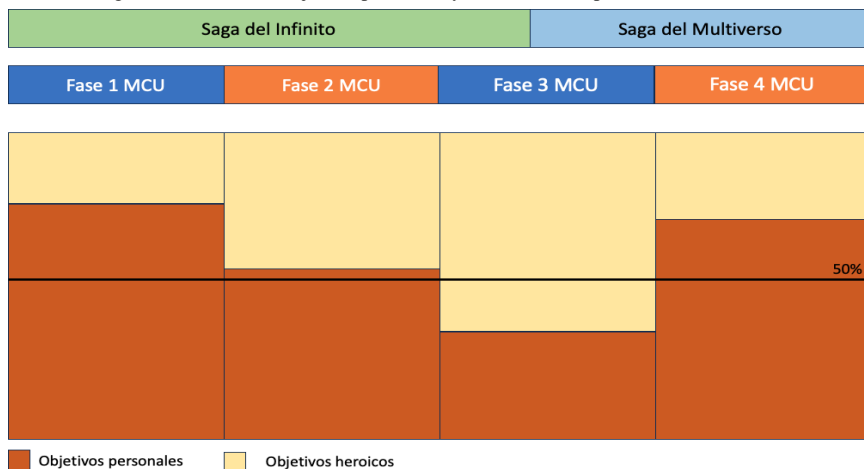 Saga del Infinito Saga del Multiverso
Fase 1 MCU Fase 2 MCU Fase 3 MCU Fase 4 MCU
50%
Objetivos personales Objetivos heroicos